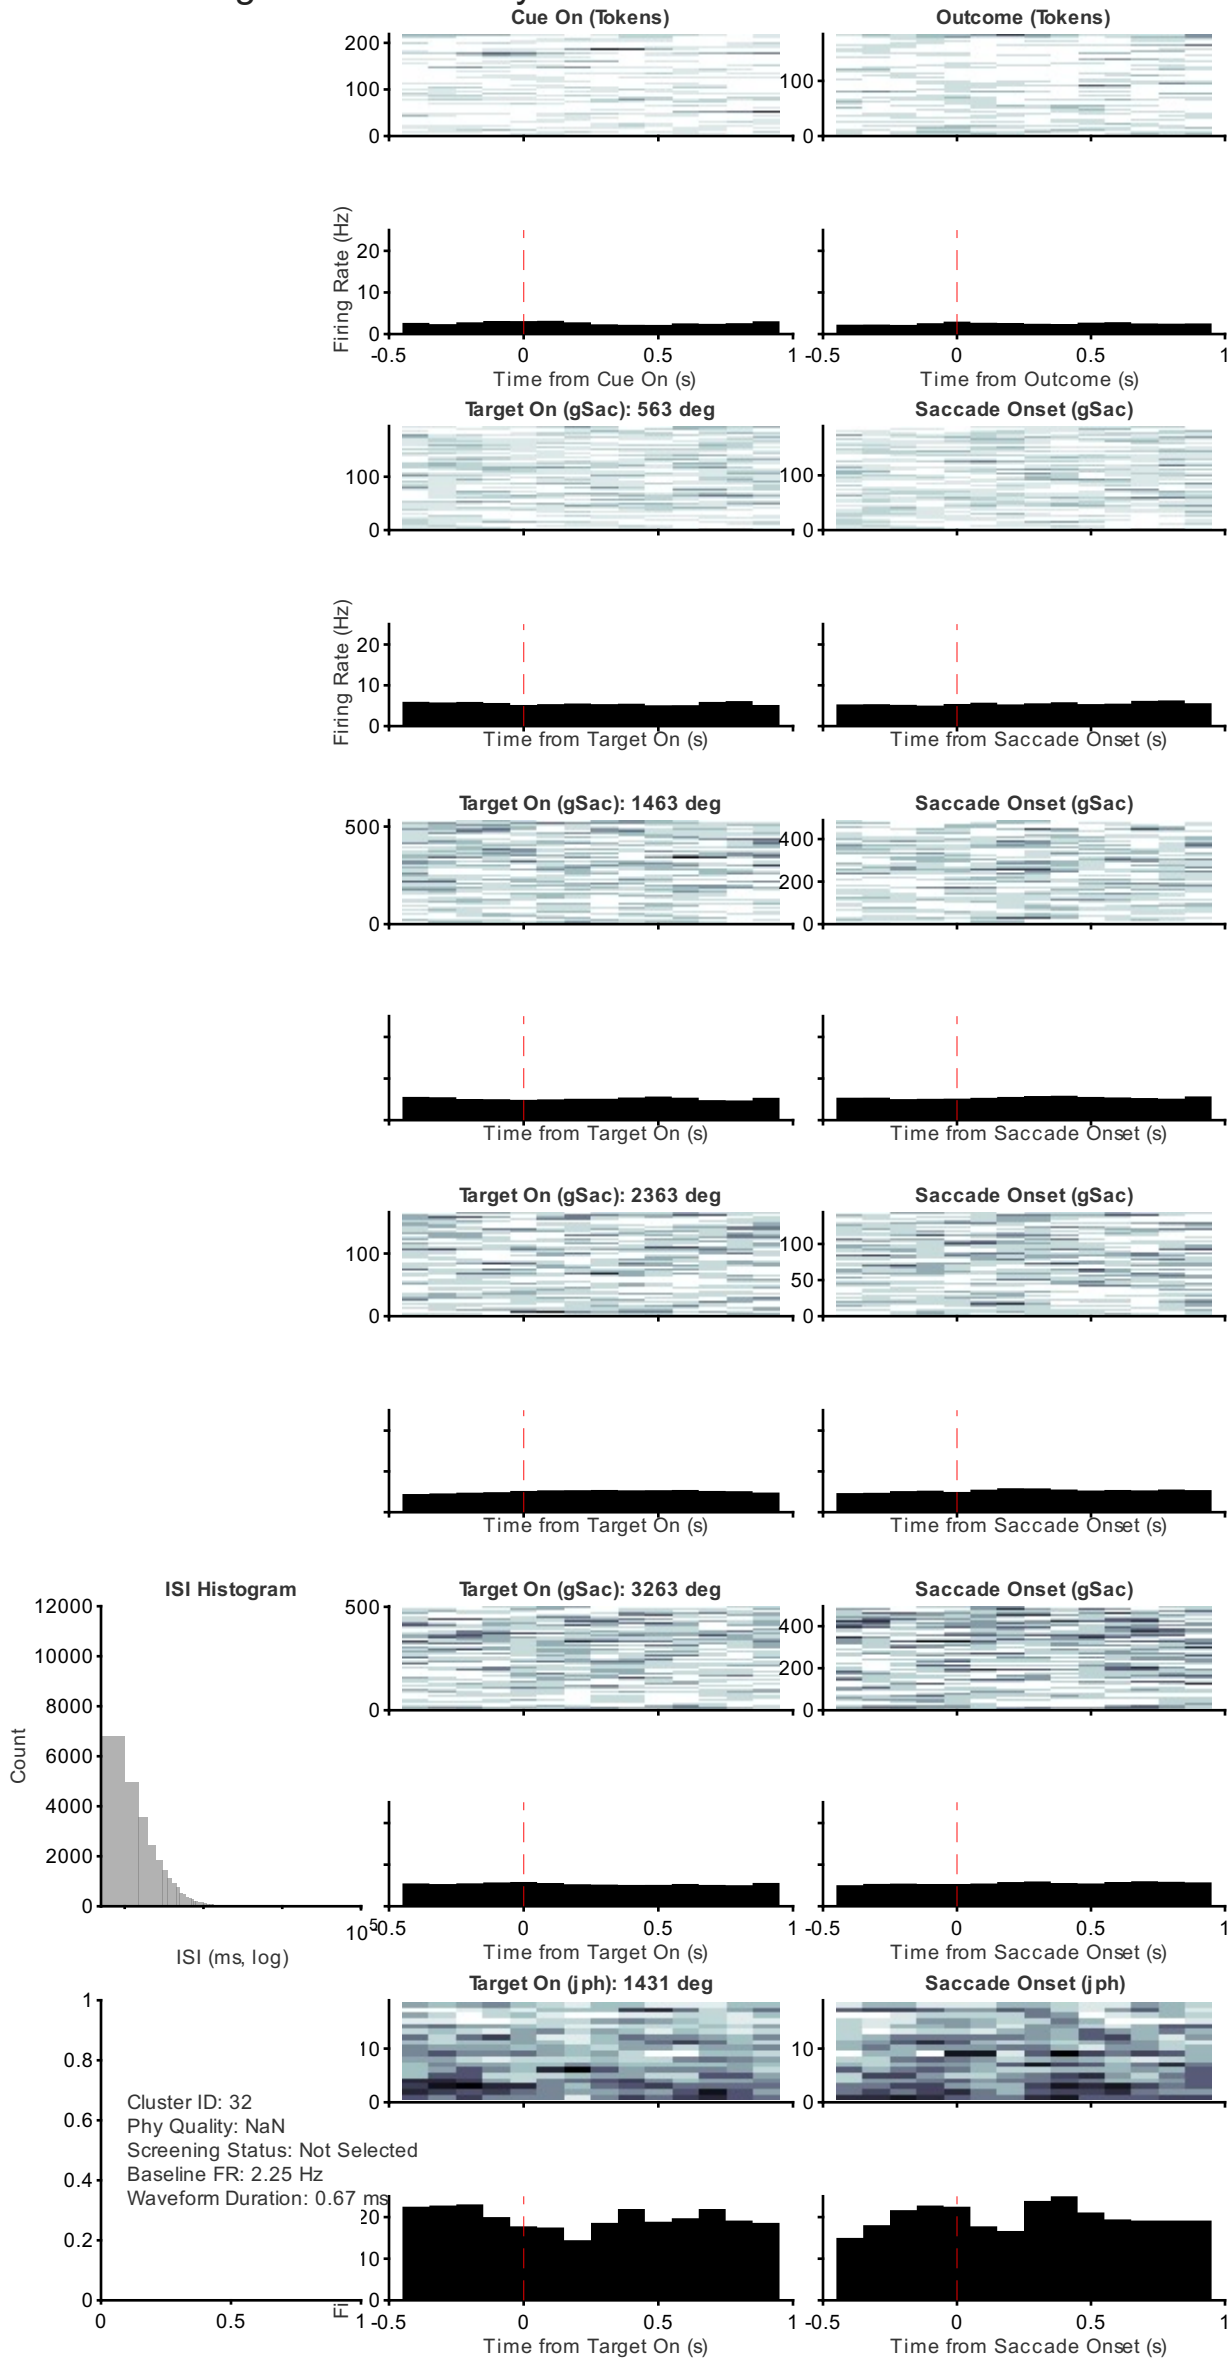 Cue On (Tokens)
Outcome (Tokens)
200
100
0
100
0
Firing Rate (Hz)
20
10
0
-0.5 0 0.5 1
-0.5 0 0.5 1
Time from Cue On (s)
Time from Outcome (s)
Target On (gSac): 563 deg
Saccade Onset (gSac)
100
0
100
0
Firing Rate (Hz)
20
10
0
Time from Target On (s)
Time from Saccade Onset (s)
Target On (gSac): 1463 deg
Saccade Onset (gSac)
500
0
400
200
0
Time from Target On (s)
Time from Saccade Onset (s)
Target On (gSac): 2363 deg
Saccade Onset (gSac)
100
0
100
50
0
Time from Target On (s)
Time from Saccade Onset (s)
ISI Histogram
12000
10000
8000
6000
4000
2000
0
Count
10^5
ISI (ms, log)
Target On (gSac): 3263 deg
Saccade Onset (gSac)
500
0
400
200
0
-0.5 0 0.5 1
-0.5 0 0.5 1
Time from Target On (s)
Time from Saccade Onset (s)
Target On (jph): 1431 deg
Saccade Onset (jph)
1
0.8
0.6
0.4
0.2
0
0 0.5 1
Cluster ID: 32
Phy Quality: NaN
Screening Status: Not Selected
Baseline FR: 2.25 Hz
Waveform Duration: 0.67 ms
10
0
10
0
20
10
0
Fi
-0.5 0 0.5 1
-0.5 0 0.5 1
Time from Target On (s)
Time from Saccade Onset (s)